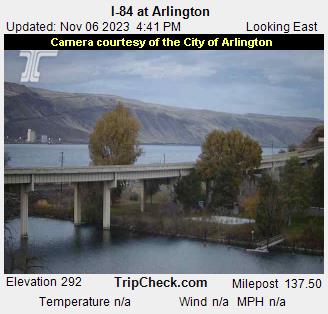 I-84 at Arlington
Updated: Nov 06 2023 4:41 PM Looking East
Camera courtesy of the City of Arlington
Elevation 292 TripCheck.com Milepost 137.50
Temperature n/a Wind n/a MPH n/a